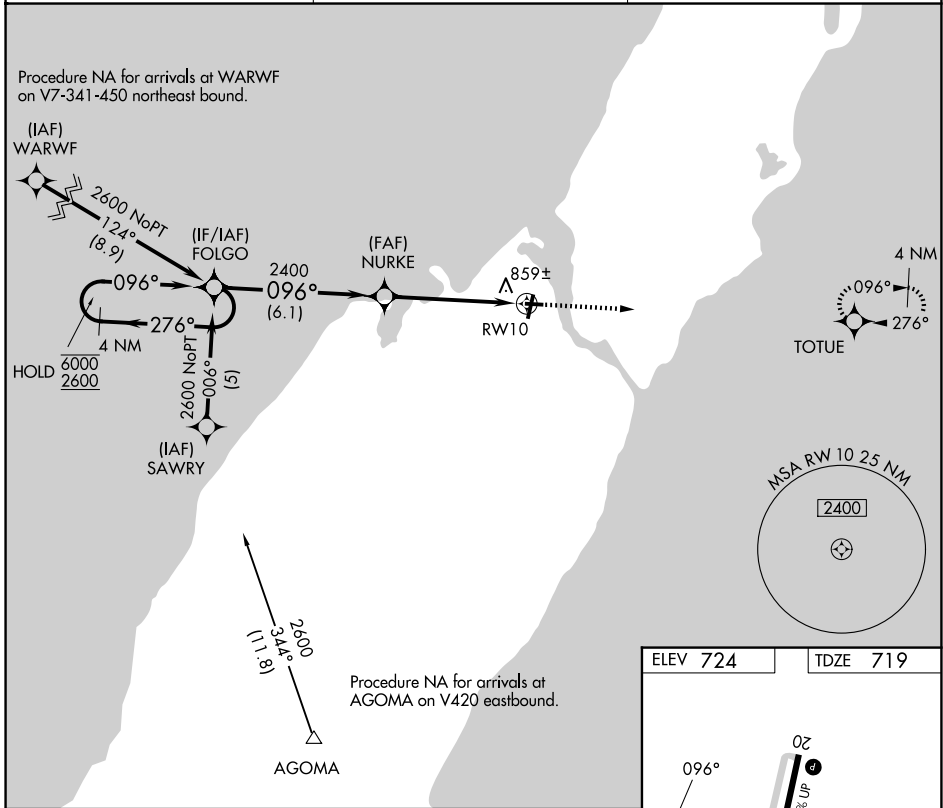 Procedure NA for arrivals at WARWF
on V7-341-450 northeast bound.
(IAF)
WARWF
2600 NoPT
124°
(8.9)
(IF/IAF)
FOLGO
2400
096°
(6.1)
(FAF)
NURKE
859±
RW10
096°
276°
4 NM
HOLD
6000
2600
2600 NoPT
006°
(5)
(IAF)
SAWRY
4 NM
096°
276°
TOTUE
MSA RW 10 25 NM
2400
2600
344°
(11.8)
Procedure NA for arrivals at
AGOMA on V420 eastbound.
AGOMA
ELEV 724
TDZE 719
096°
20
P
UP